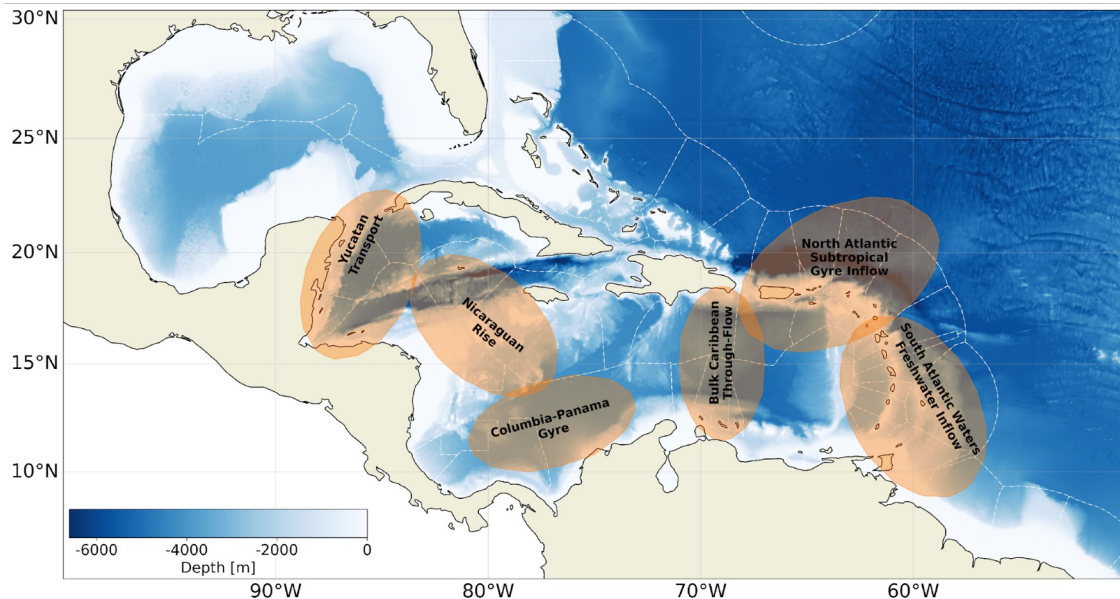 30°N
25°N
20°N
15°N
10°N
Yucatan
Transport
North Atlantic
Subtropical
Gyre Inflow
Nicaraguan
Rise
Bulk Caribbean
Through-Flow
South Atlantic Waters
Freshwater Inflow
Columbia-Panama
Gyre
-6000
-4000
-2000
0
Depth [m]
90°W
80°W
70°W
60°W